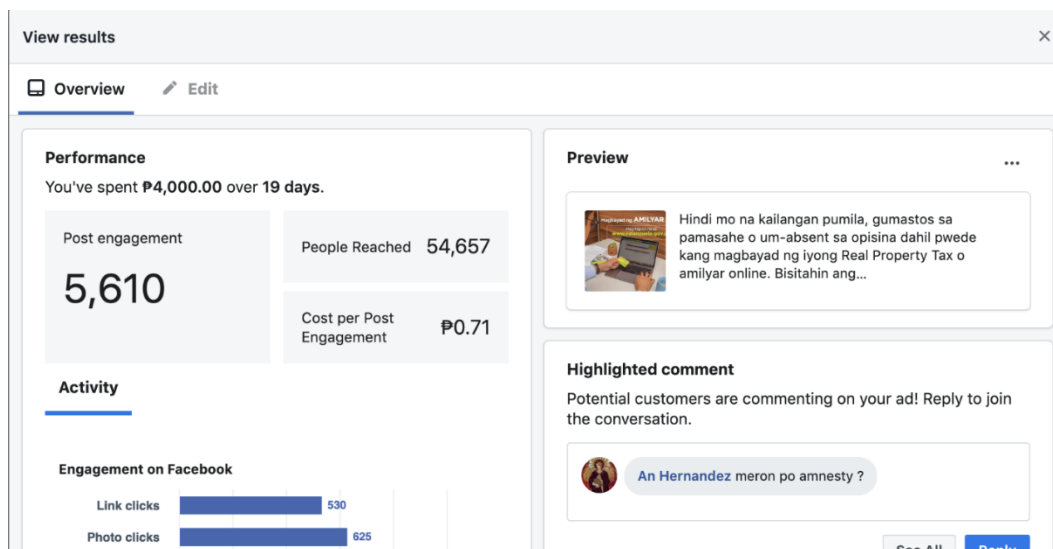 View results
×
Overview
Edit
Performance
You've spent ₱4,000.00 over 19 days.
Post engagement
5,610
People Reached 54,657
Cost per Post
Engagement
₱0.71
Activity
Engagement on Facebook
Link clicks 530
Photo clicks 625
Preview
...
AMILYAR
Hindi mo na kailangan pumila, gumastos sa
pamasahe o um-absent sa opisina dahil pwede
kang magbayad ng iyong Real Property Tax o
amilyar online. Bisitahin ang...
Highlighted comment
Potential customers are commenting on your ad! Reply to join
the conversation.
An Hernandez meron po amnesty ?
See All
Reply